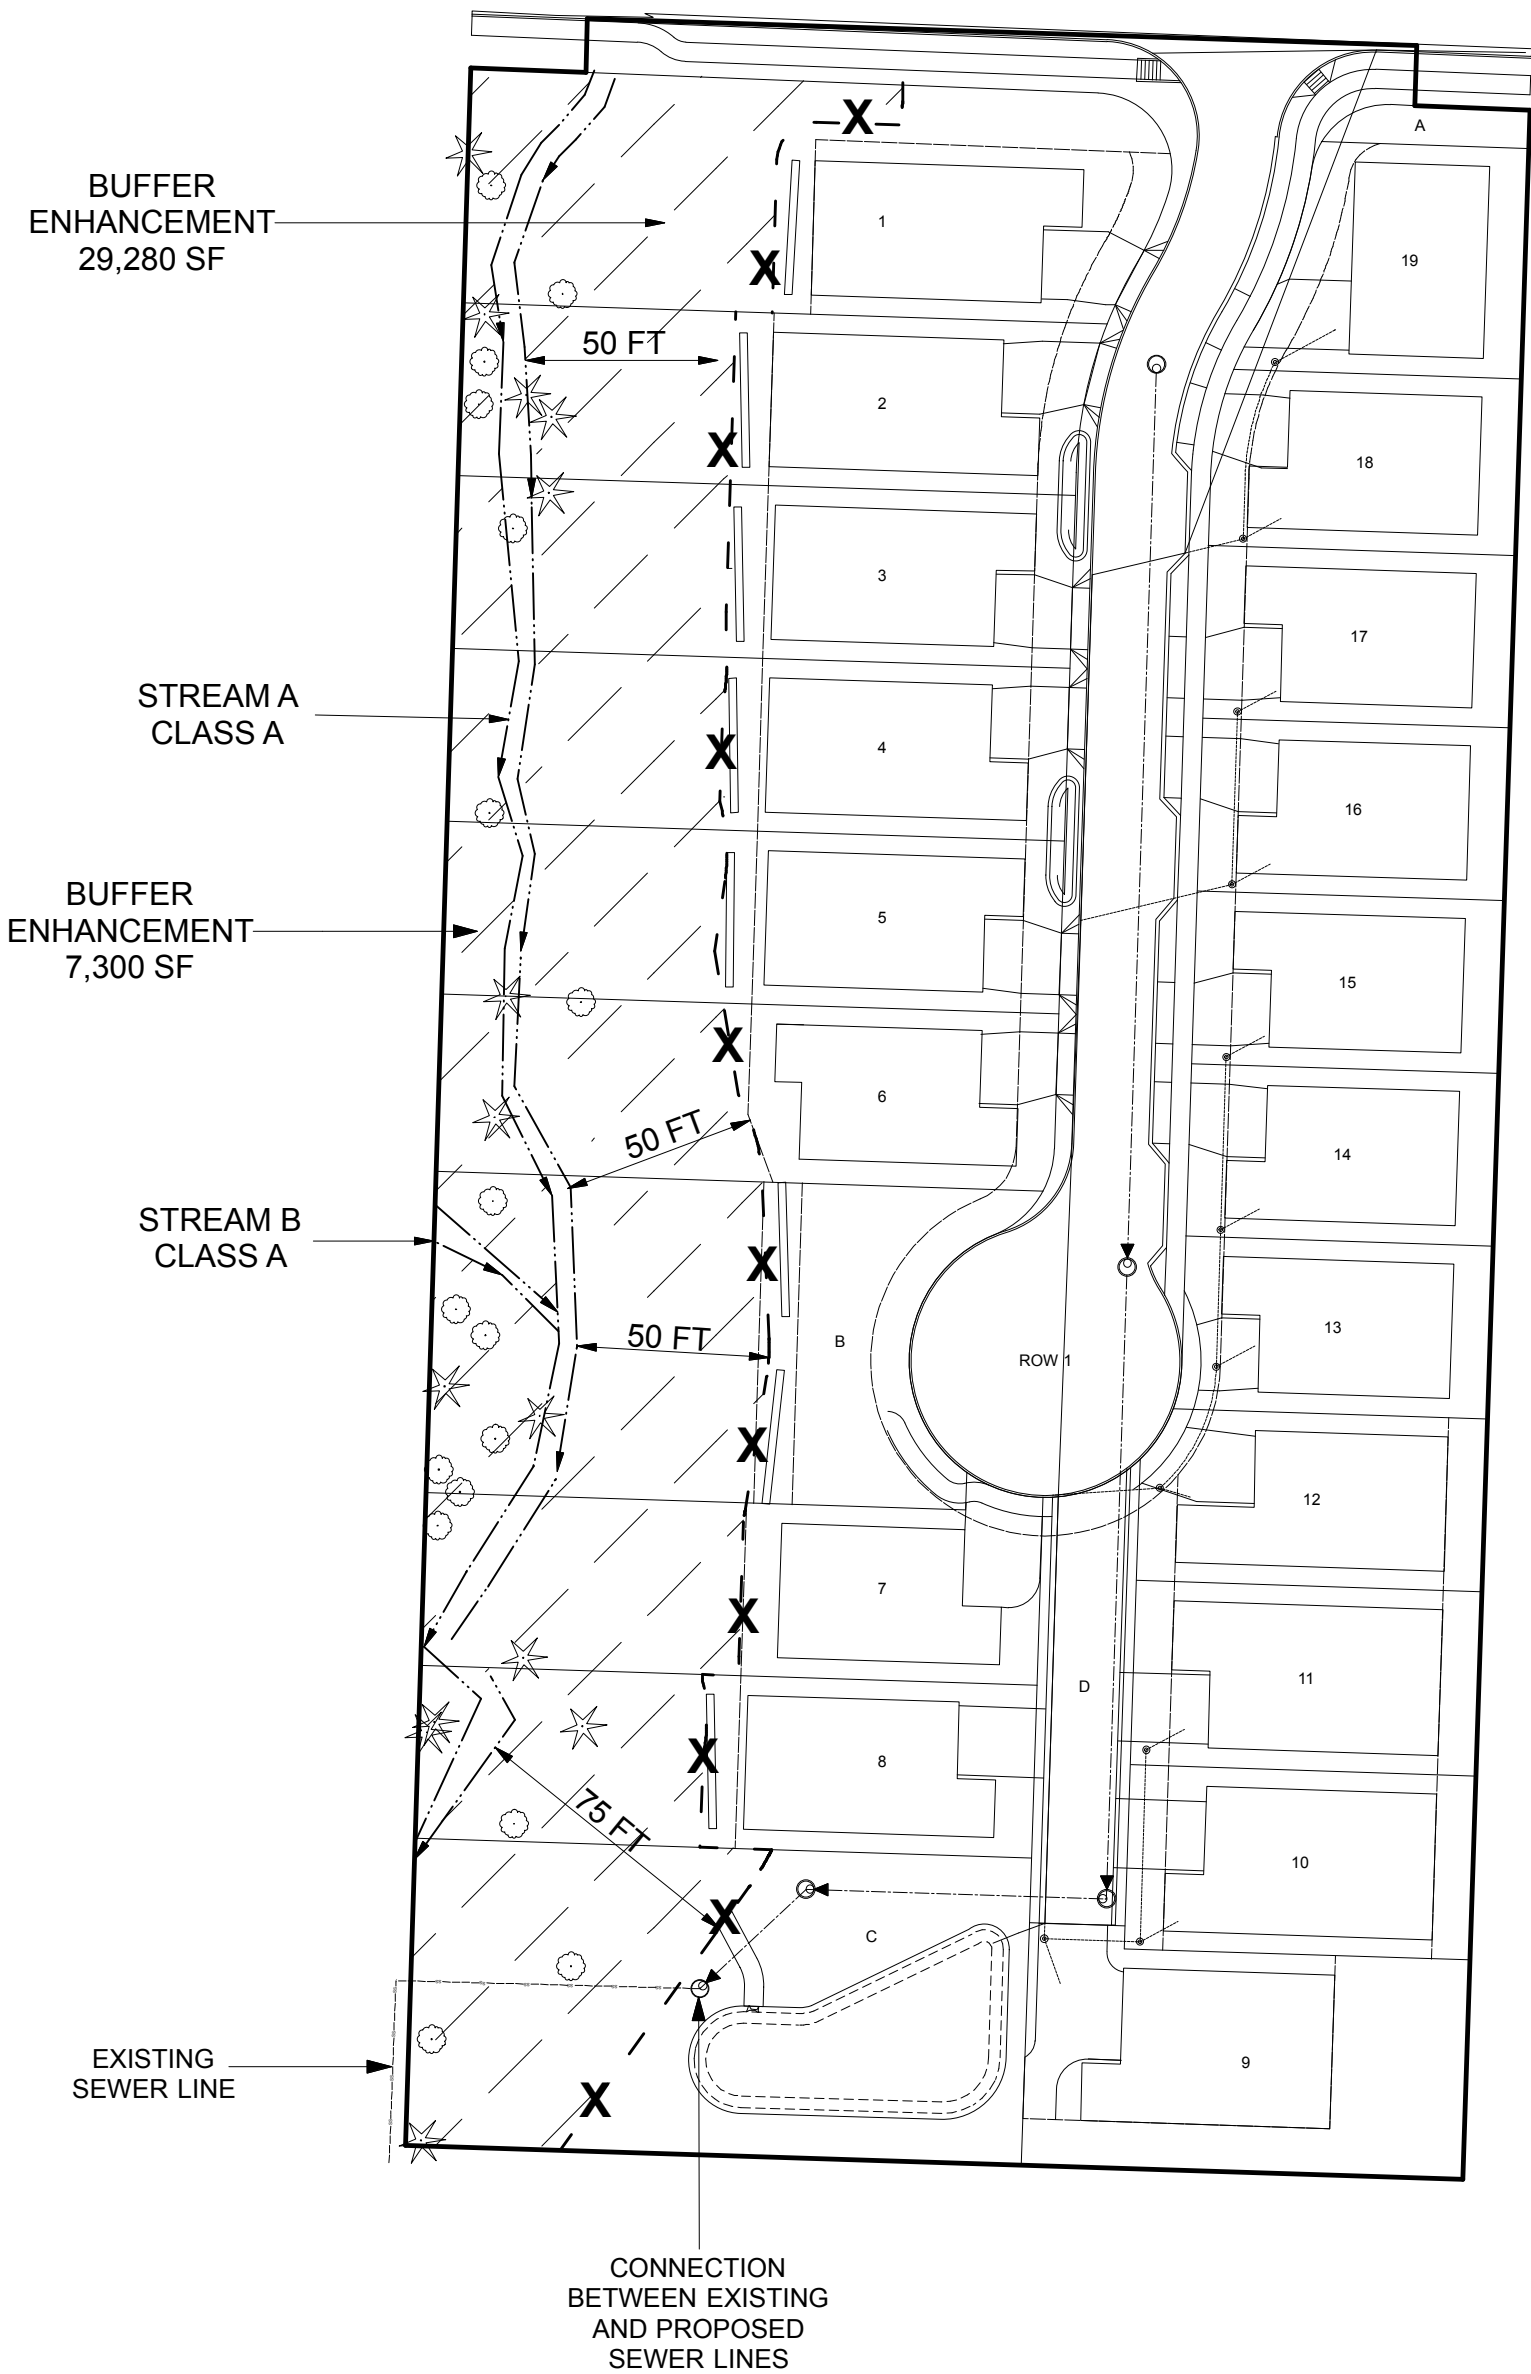 A
BUFFER
ENHANCEMENT
29,280 SF
X
1
19
X
50 FT
2
X
18
3
17
STREAM A
CLASS A
4
X
16
BUFFER
ENHANCEMENT
7,300 SF
5
15
X
6
50 FT
14
STREAM B
CLASS A
X
50 FT
B
ROW 1
13
X
12
7
X
11
D
X
8
75 FT
10
X
C
EXISTING
SEWER LINE
9
X
CONNECTION
BETWEEN EXISTING
AND PROPOSED
SEWER LINES